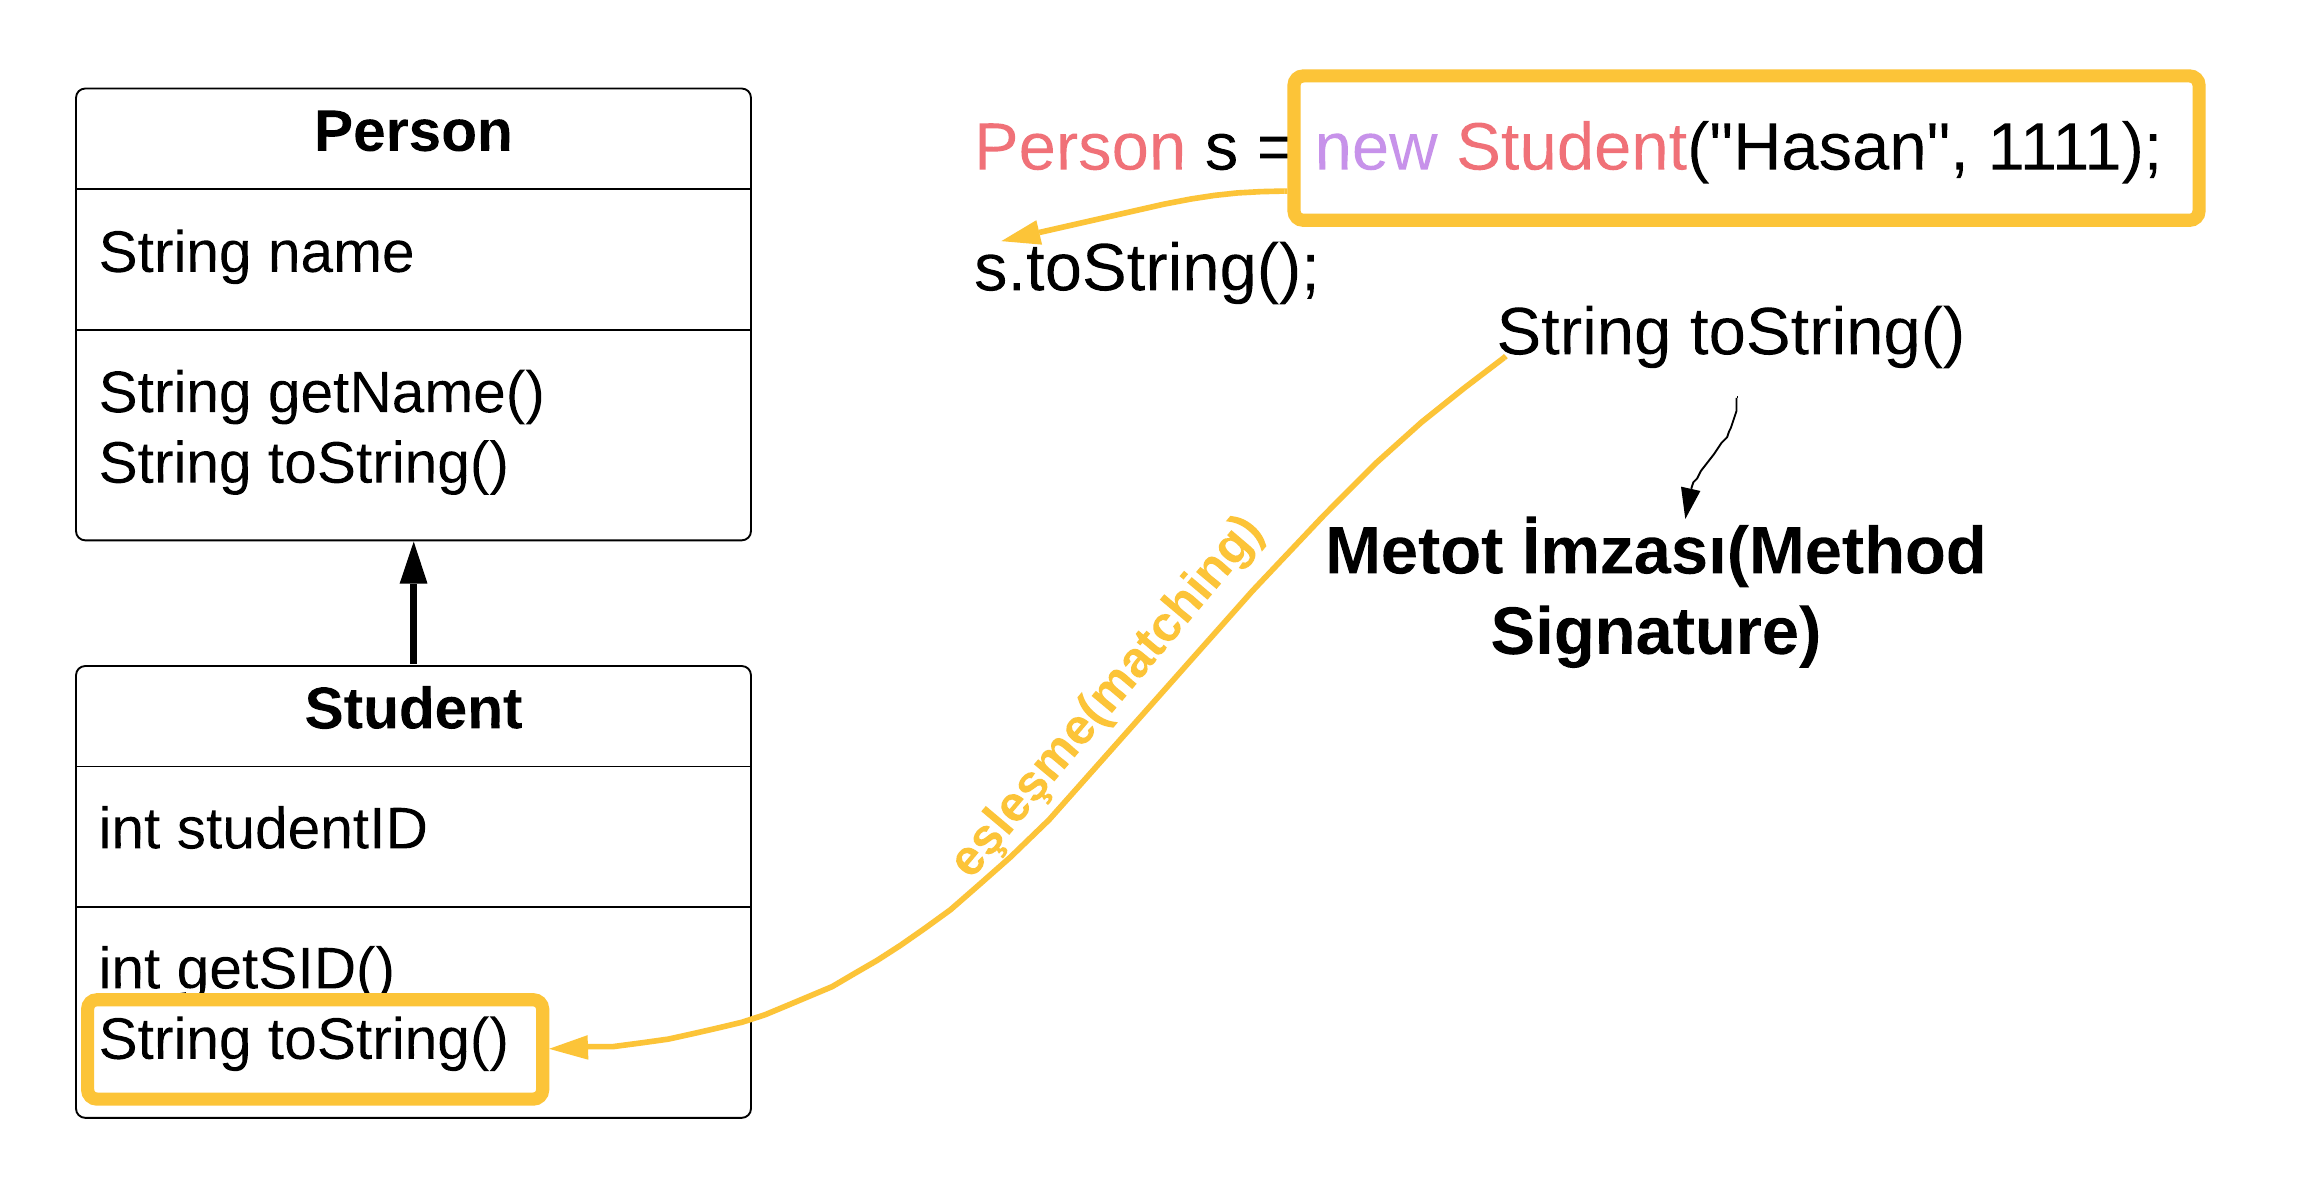 Person
String name
String getName()
String toString()
Student
int studentID
int getSID()
String toString()
Person s = new Student("Hasan", 1111);
s.toString();
String toString()
Metot İmzası(Method
Signature)
eşleşme(matching)